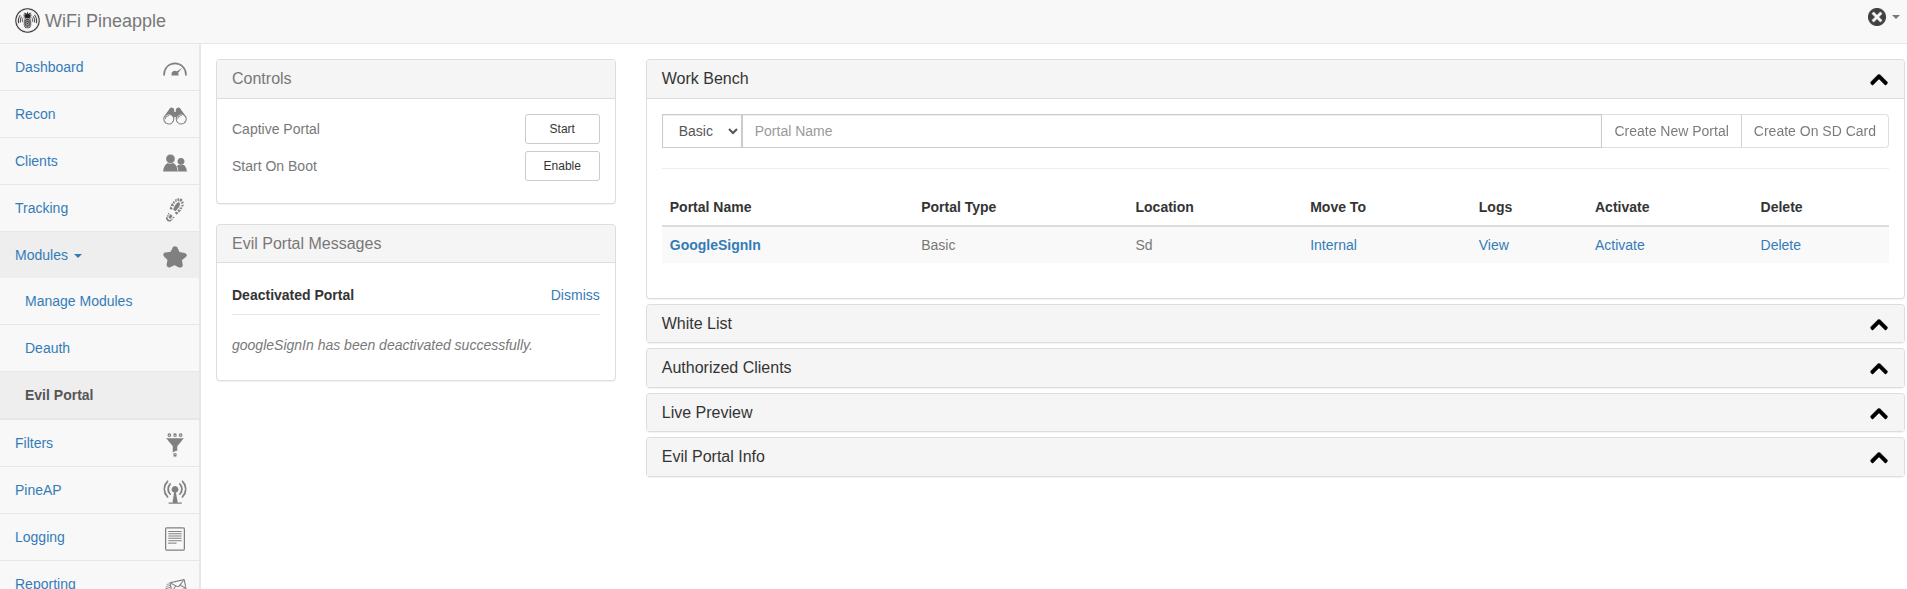 WiFi Pineapple
Dashboard
Recon
Clients
Tracking
Modules
Manage Modules
Deauth
Evil Portal
Filters
PineAP
Logging
Reporting
Controls
Captive Portal Start
Start On Boot Enable
Evil Portal Messages
Deactivated Portal Dismiss
googleSignIn has been deactivated successfully.
Work Bench
Basic Portal Name Create New Portal Create On SD Card
Portal Name Portal Type Location Move To Logs Activate Delete
GoogleSignIn Basic Sd Internal View Activate Delete
White List
Authorized Clients
Live Preview
Evil Portal Info